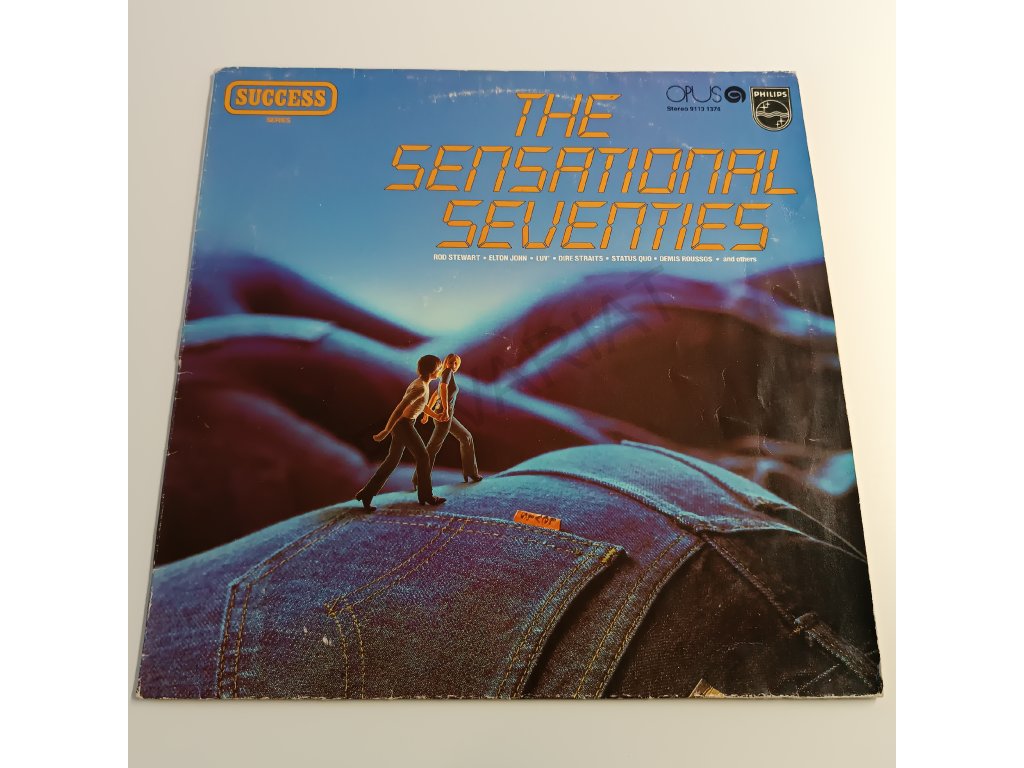 SUCCESS
SERIES
OPUS
Stereo 9113 1374
PHILIPS
THE
SENSATIONAL
SEVENTIES
ROD STEWART • ELTON JOHN • LUV' • DIRE STRAITS • STATUS QUO • DEMIS ROUSSOS • and others